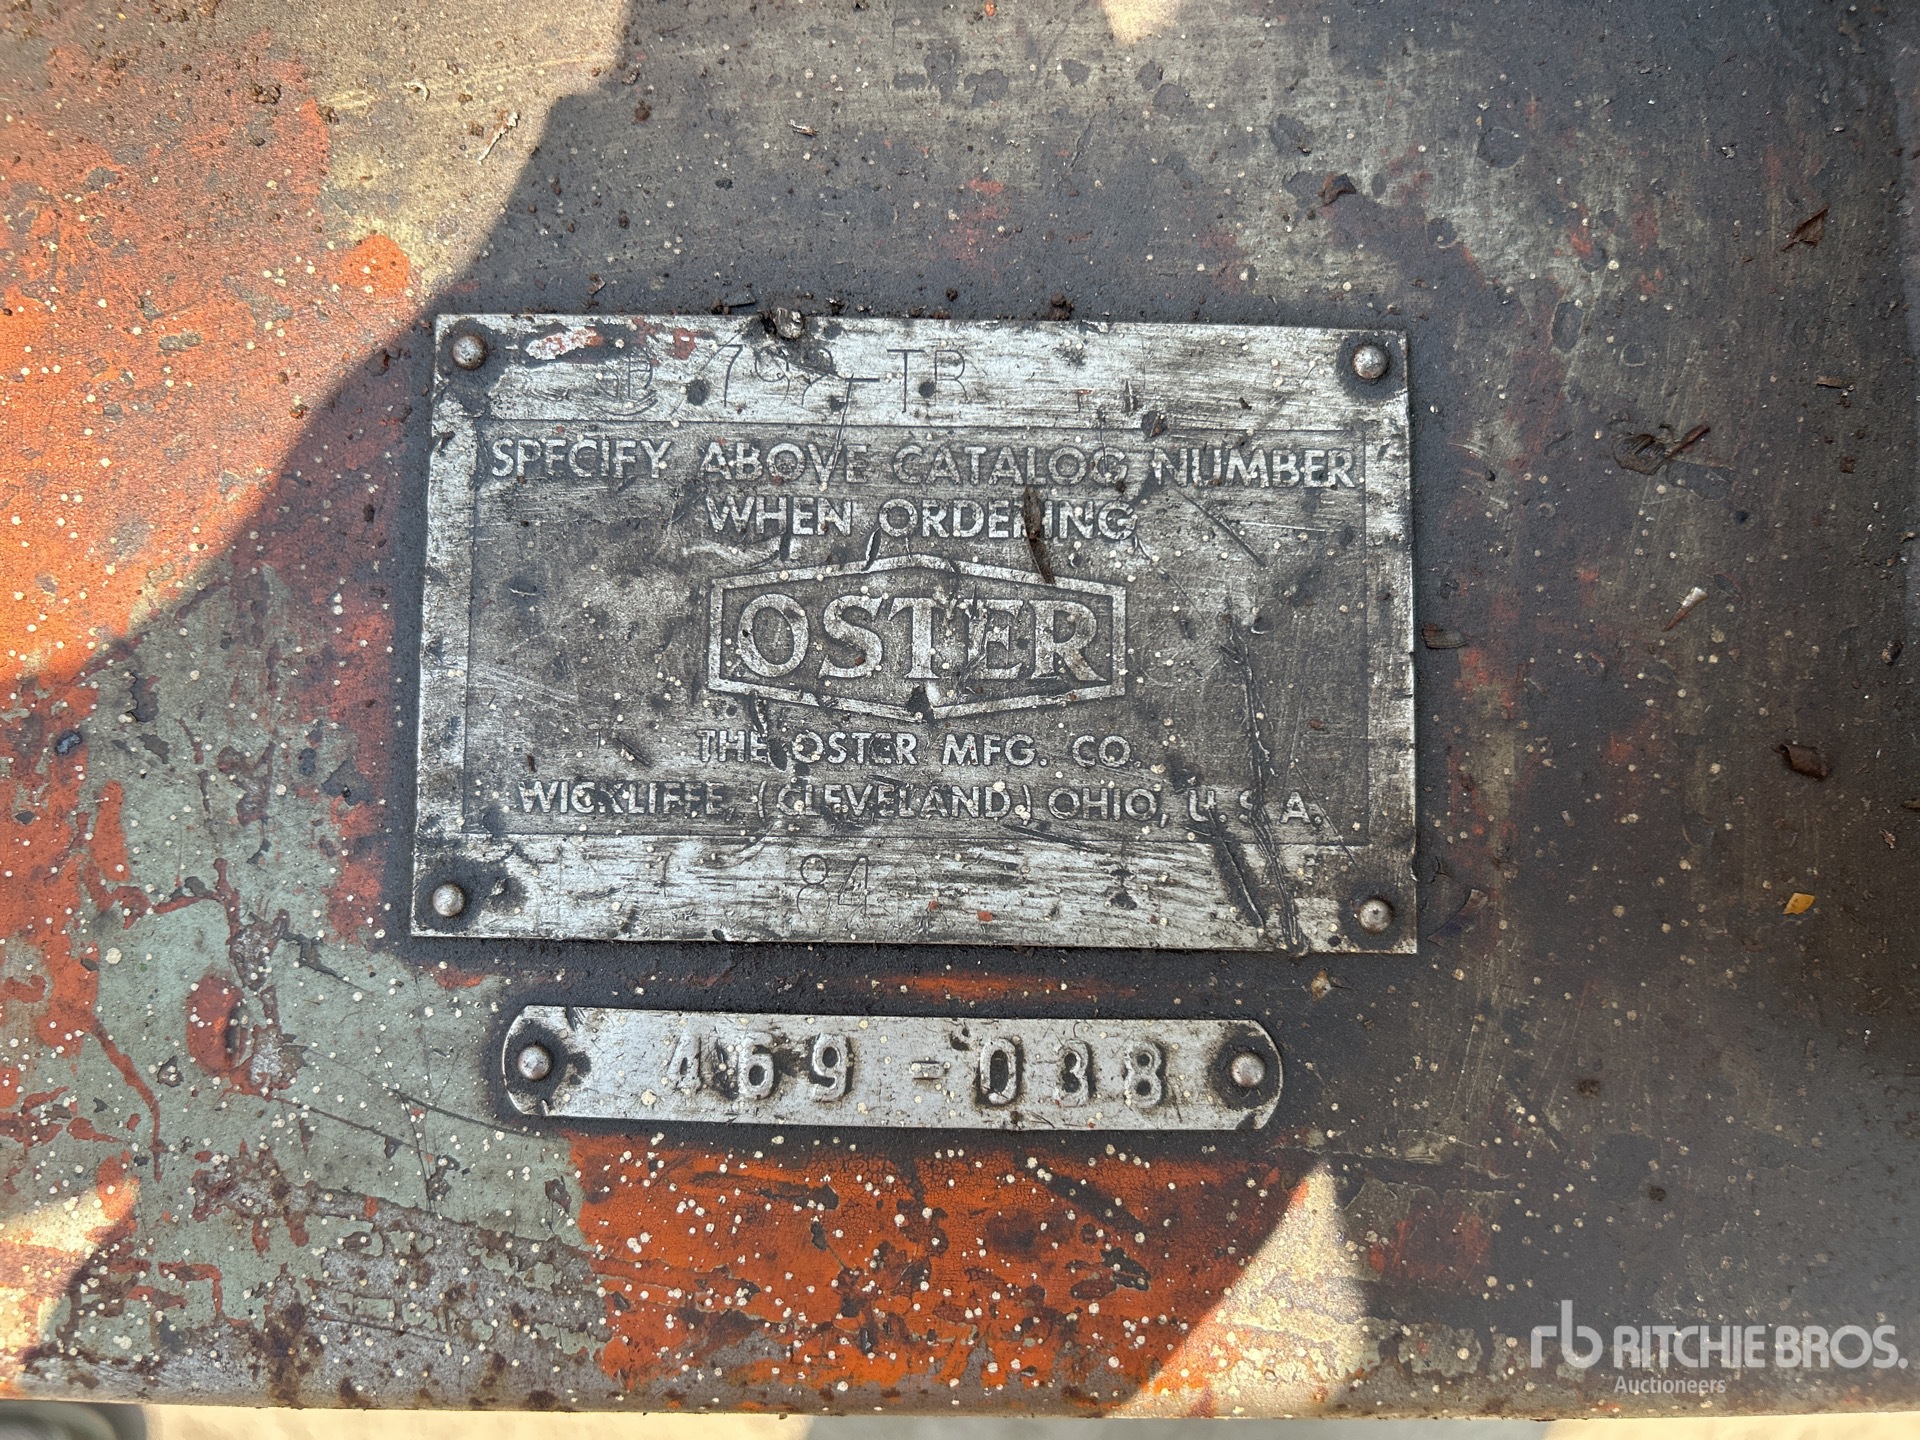 TR
SPECIFY ABOVE CATALOG NUMBER
WHEN ORDERING
OSTER
THE OSTER MFG. CO.
WICKLIFFE, (CLEVELAND) OHIO, U.S.A.
84
469-038
rb RITCHIE BROS.
Auctioneers